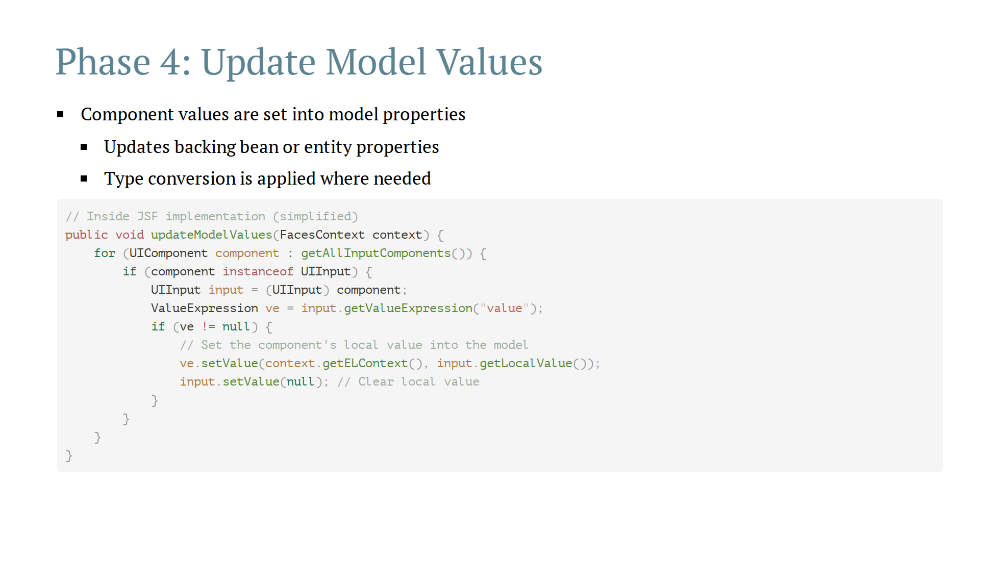 Phase 4: Update Model Values
▪ Component values are set into model properties
▪ Updates backing bean or entity properties
▪ Type conversion is applied where needed
// Inside JSF implementation (simplified)
public void updateModelValues(FacesContext context) {
    for (UIComponent component : getAllInputComponents()) {
        if (component instanceof UIInput) {
            UIInput input = (UIInput) component;
            ValueExpression ve = input.getValueExpression("value");
            if (ve != null) {
                // Set the component's local value into the model
                ve.setValue(context.getELContext(), input.getLocalValue());
                input.setValue(null); // Clear local value
            }
        }
    }
}